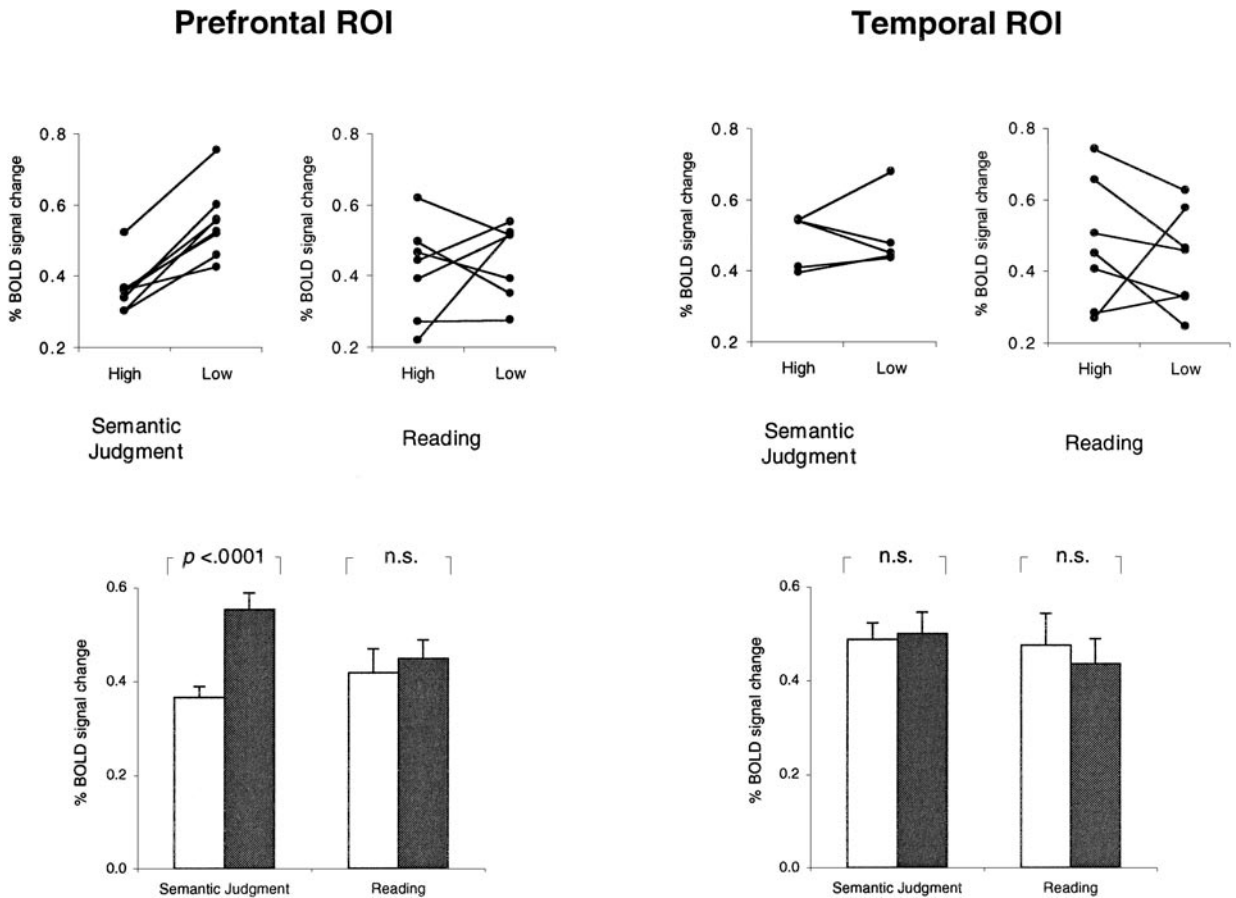 Prefrontal ROI
Temporal ROI
% BOLD signal change
0.8
0.6
0.4
0.2
High Low
Semantic
Judgment
% BOLD signal change
0.8
0.6
0.4
0.2
High Low
Reading
% BOLD signal change
0.8
0.6
0.4
0.2
High Low
Semantic
Judgment
% BOLD signal change
0.8
0.6
0.4
0.2
High Low
Reading
% BOLD signal change
p <.0001 n.s.
0.6
0.4
0.2
0.0
Semantic Judgment Reading
% BOLD signal change
n.s. n.s.
0.6
0.4
0.2
0.0
Semantic Judgment Reading